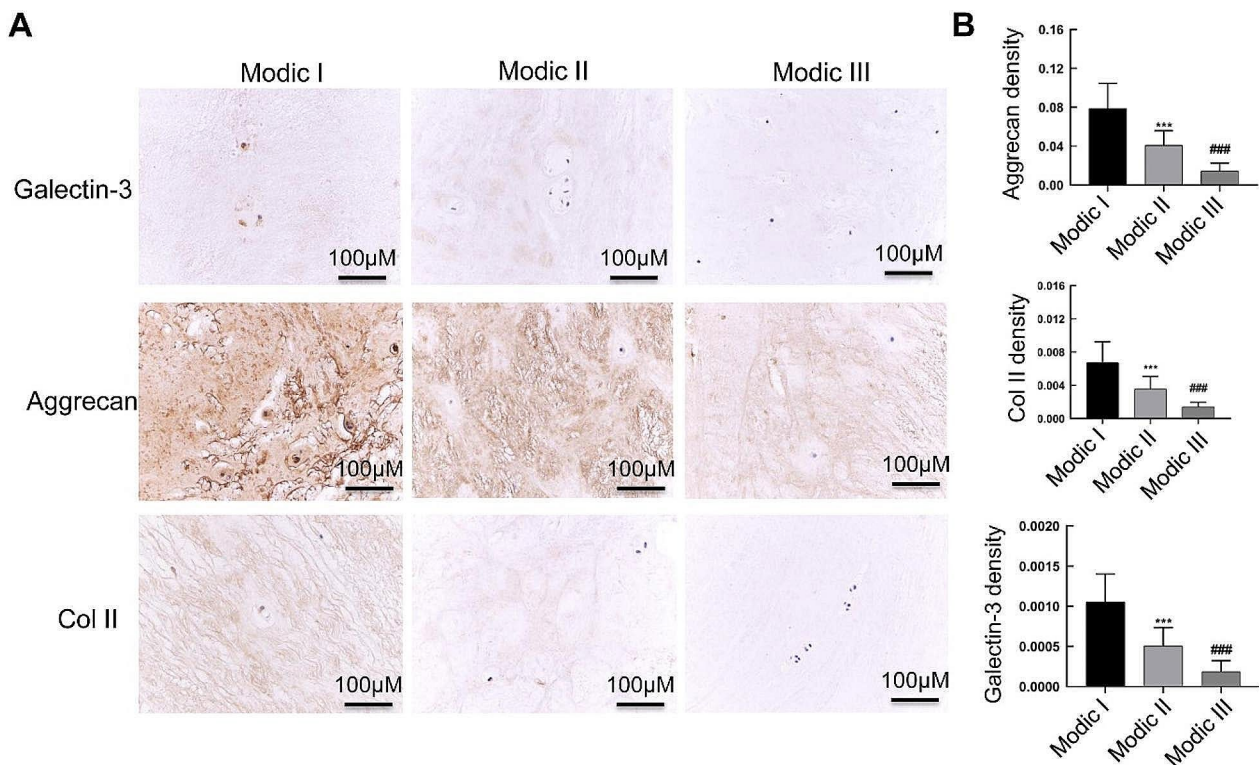 A
Modic I Modic II Modic III
Galectin-3
100μM 100μM 100μM
Aggrecan
100μM 100μM 100μM
Col II
100μM 100μM 100μM
B
Aggrecan density
0.16
0.12
0.08
0.04
0.00
***
###
Modic I
Modic II
Modic III
Col II density
0.016
0.012
0.008
0.004
0.000
***
###
Modic I
Modic II
Modic III
Galectin-3 density
0.0020
0.0015
0.0010
0.0005
0.0000
***
###
Modic I
Modic II
Modic III